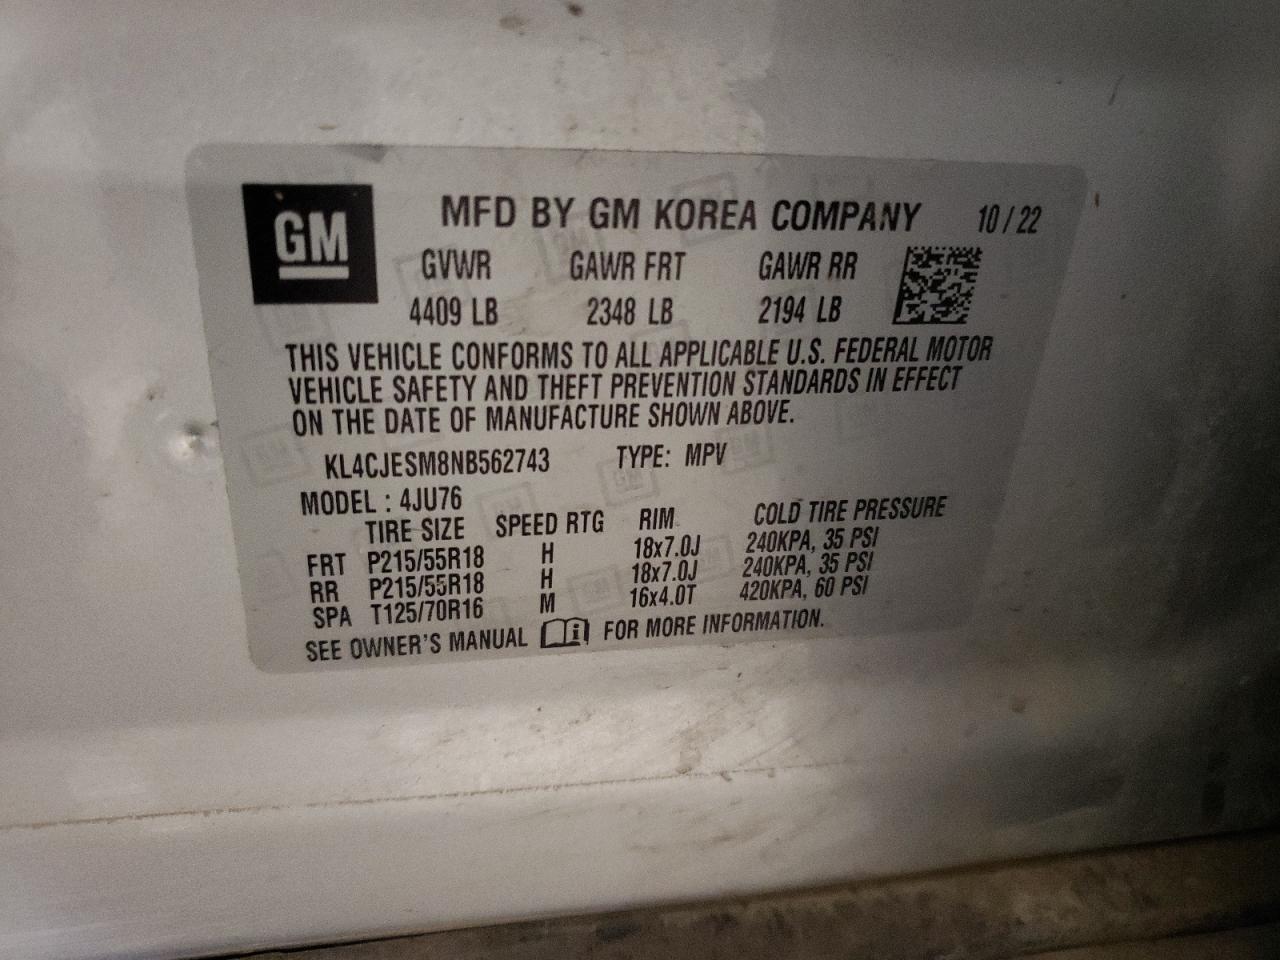 GM
MFD BY GM KOREA COMPANY 10/22
GVWR GAWR FRT GAWR RR
4409 LB 2348 LB 2194 LB
THIS VEHICLE CONFORMS TO ALL APPLICABLE U.S. FEDERAL MOTOR
VEHICLE SAFETY AND THEFT PREVENTION STANDARDS IN EFFECT
ON THE DATE OF MANUFACTURE SHOWN ABOVE.
KL4CJESM8NB562743 TYPE: MPV
MODEL : 4JU76
TIRE SIZE SPEED RTG RIM COLD TIRE PRESSURE
FRT P215/55R18 H 18x7.0J 240KPA, 35 PSI
RR P215/55R18 H 18x7.0J 240KPA, 35 PSI
SPA T125/70R16 M 16x4.0T 420KPA, 60 PSI
SEE OWNER'S MANUAL i FOR MORE INFORMATION.